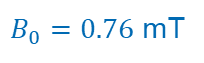 B₀ = 0.76 mT